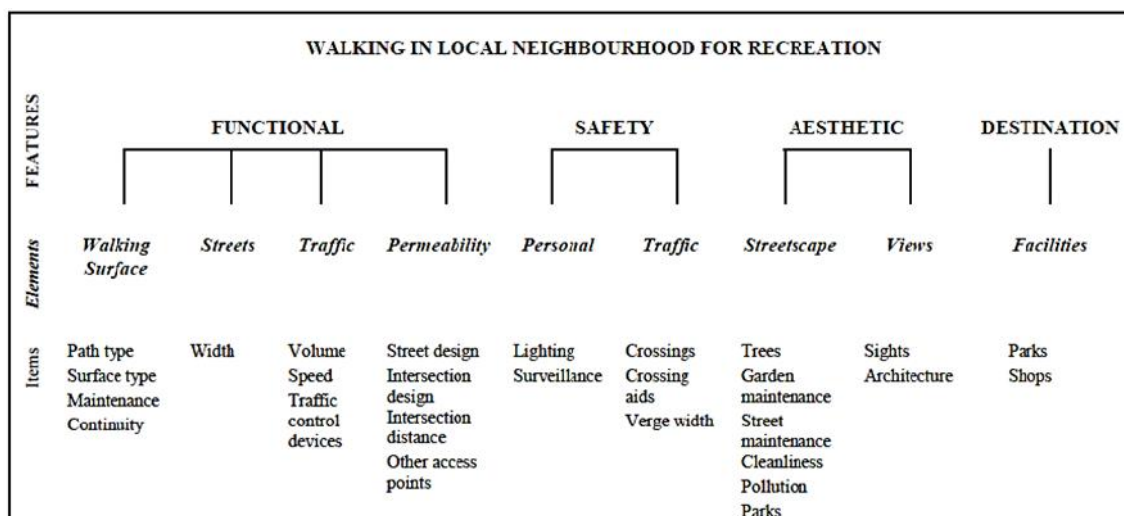 WALKING IN LOCAL NEIGHBOURHOOD FOR RECREATION
FEATURES
FUNCTIONAL SAFETY AESTHETIC DESTINATION
Elements
Walking Surface Streets Traffic Permeability Personal Traffic Streetscape Views Facilities
Items
Path type
Surface type
Maintenance
Continuity
Width
Volume
Speed
Traffic
control
devices
Street design
Intersection
design
Intersection
distance
Other access
points
Lighting
Surveillance
Crossings
Crossing
aids
Verge width
Trees
Garden
maintenance
Street
maintenance
Cleanliness
Pollution
Parks
Sights
Architecture
Parks
Shops